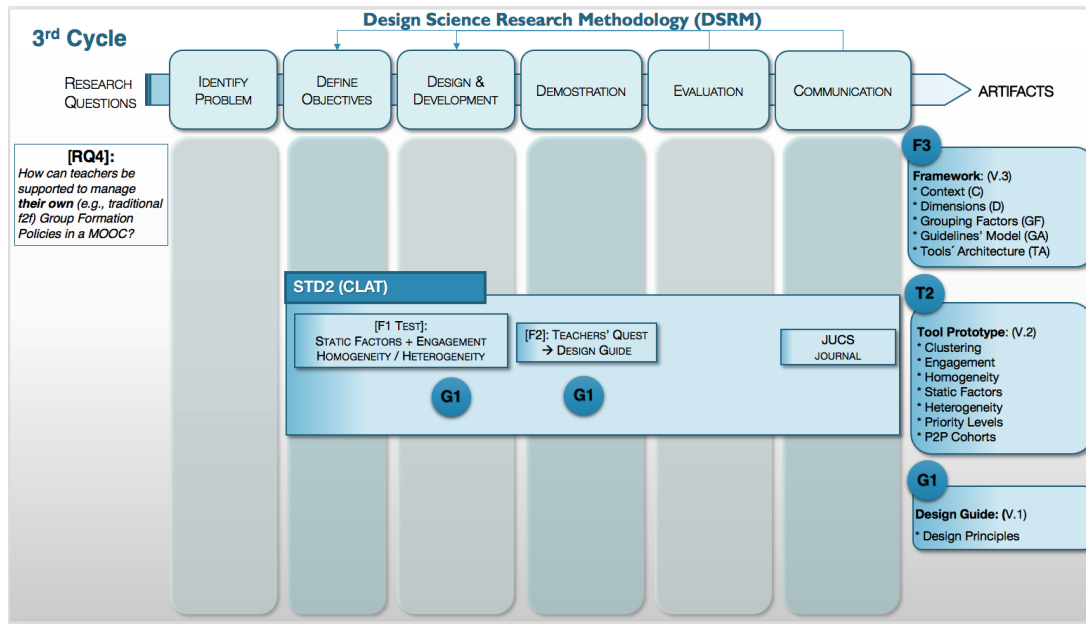 Design Science Research Methodology (DSRM)
3rd Cycle
RESEARCH
QUESTIONS
IDENTIFY
PROBLEM
DEFINE
OBJECTIVES
DESIGN &
DEVELOPMENT
DEMOSTRATION
EVALUATION
COMMUNICATION
ARTIFACTS
[RQ4]:
How can teachers be
supported to manage
their own (e.g., traditional
f2f) Group Formation
Policies in a MOOC?
F3
Framework: (V.3)
* Context (C)
* Dimensions (D)
* Grouping Factors (GF)
* Guidelines' Model (GA)
* Tools´ Architecture (TA)
STD2 (CLAT)
[F1 TEST]:
STATIC FACTORS + ENGAGEMENT
HOMOGENEITY / HETEROGENEITY
G1
[F2]: TEACHERS' QUEST
→ DESIGN GUIDE
G1
JUCS
JOURNAL
T2
Tool Prototype: (V.2)
* Clustering
* Engagement
* Homogeneity
* Static Factors
* Heterogeneity
* Priority Levels
* P2P Cohorts
G1
Design Guide: (V.1)
* Design Principles